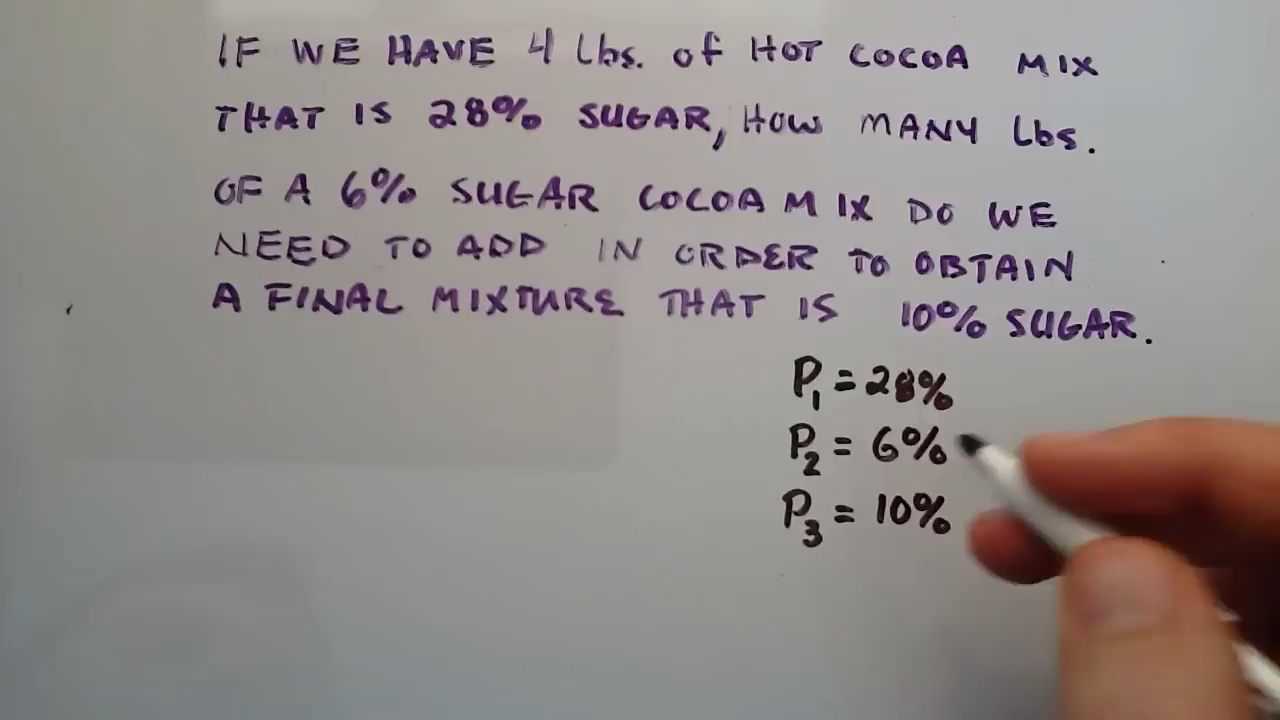 IF WE HAVE 4 Lbs. of HOT COCOA MIX
THAT IS 28% SUGAR, HOW MANY Lbs.
OF A 6% SUGAR COCOA MIX DO WE
NEED TO ADD IN ORDER TO OBTAIN
A FINAL MIXTURE THAT IS 10% SUGAR.
P₁ = 28%
P₂ = 6%
P₃ = 10%